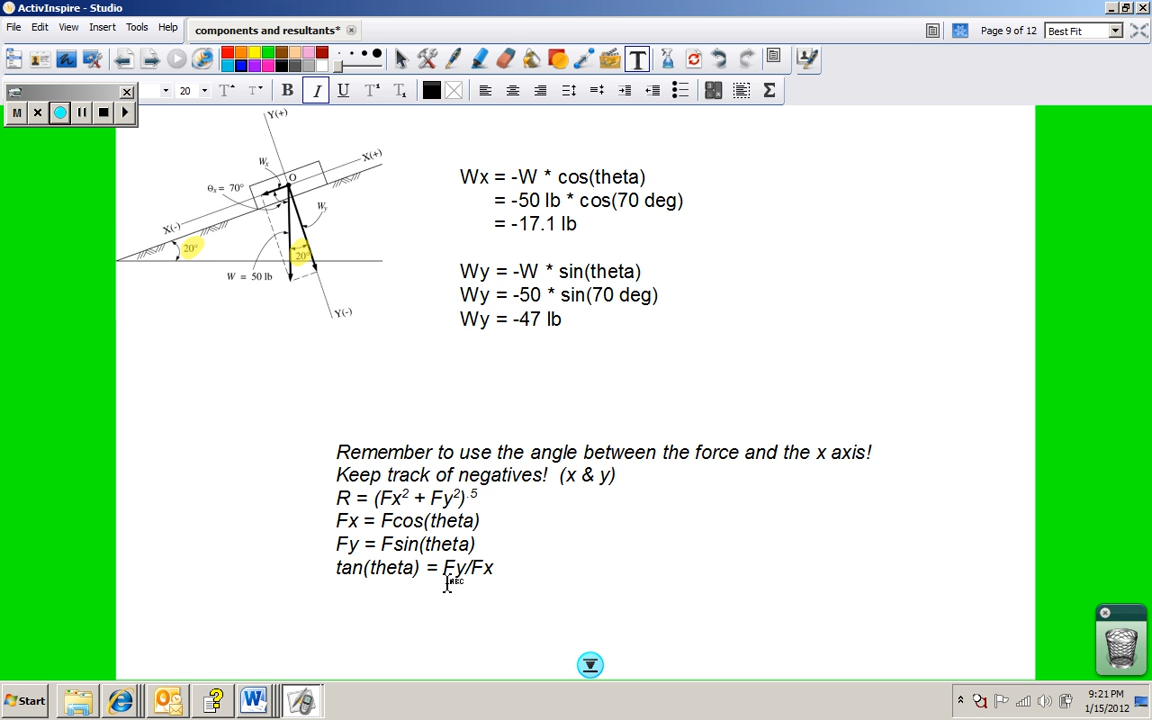 ActivInspire - Studio
File Edit View Insert Tools Help
components and resultants*
Page 9 of 12
Best Fit
20
B I U
M
Y(+)
Wx
X(+)
O
θx = 70°
Wy
X(-)
20°
20°
W = 50 lb
Y(-)
Wx = -W * cos(theta)
= -50 lb * cos(70 deg)
= -17.1 lb
Wy = -W * sin(theta)
Wy = -50 * sin(70 deg)
Wy = -47 lb
Remember to use the angle between the force and the x axis!
Keep track of negatives!  (x & y)
R = (Fx² + Fy²)·⁵
Fx = Fcos(theta)
Fy = Fsin(theta)
tan(theta) = Fy/Fx
ABC
Start
9:21 PM
1/15/2012